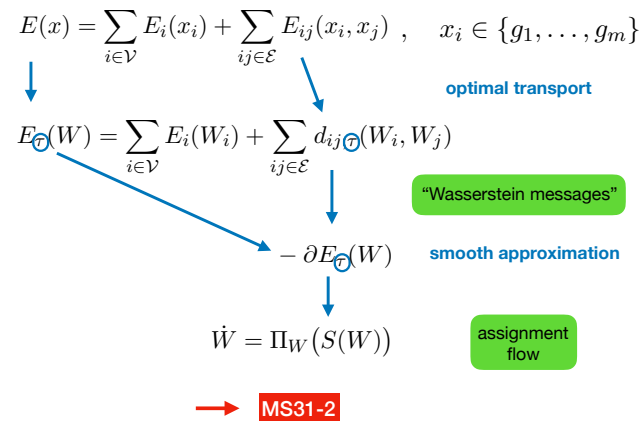 E(x) = ∑_{i∈𝒱} E_i(x_i) + ∑_{ij∈ℰ} E_{ij}(x_i, x_j) , x_i ∈ {g_1, . . . , g_m}
optimal transport
E_τ(W) = ∑_{i∈𝒱} E_i(W_i) + ∑_{ij∈ℰ} d_{ij,τ}(W_i, W_j)
“Wasserstein messages”
− ∂E_τ(W) smooth approximation
Ẇ = Π_W(S(W))
assignment
flow
MS31-2